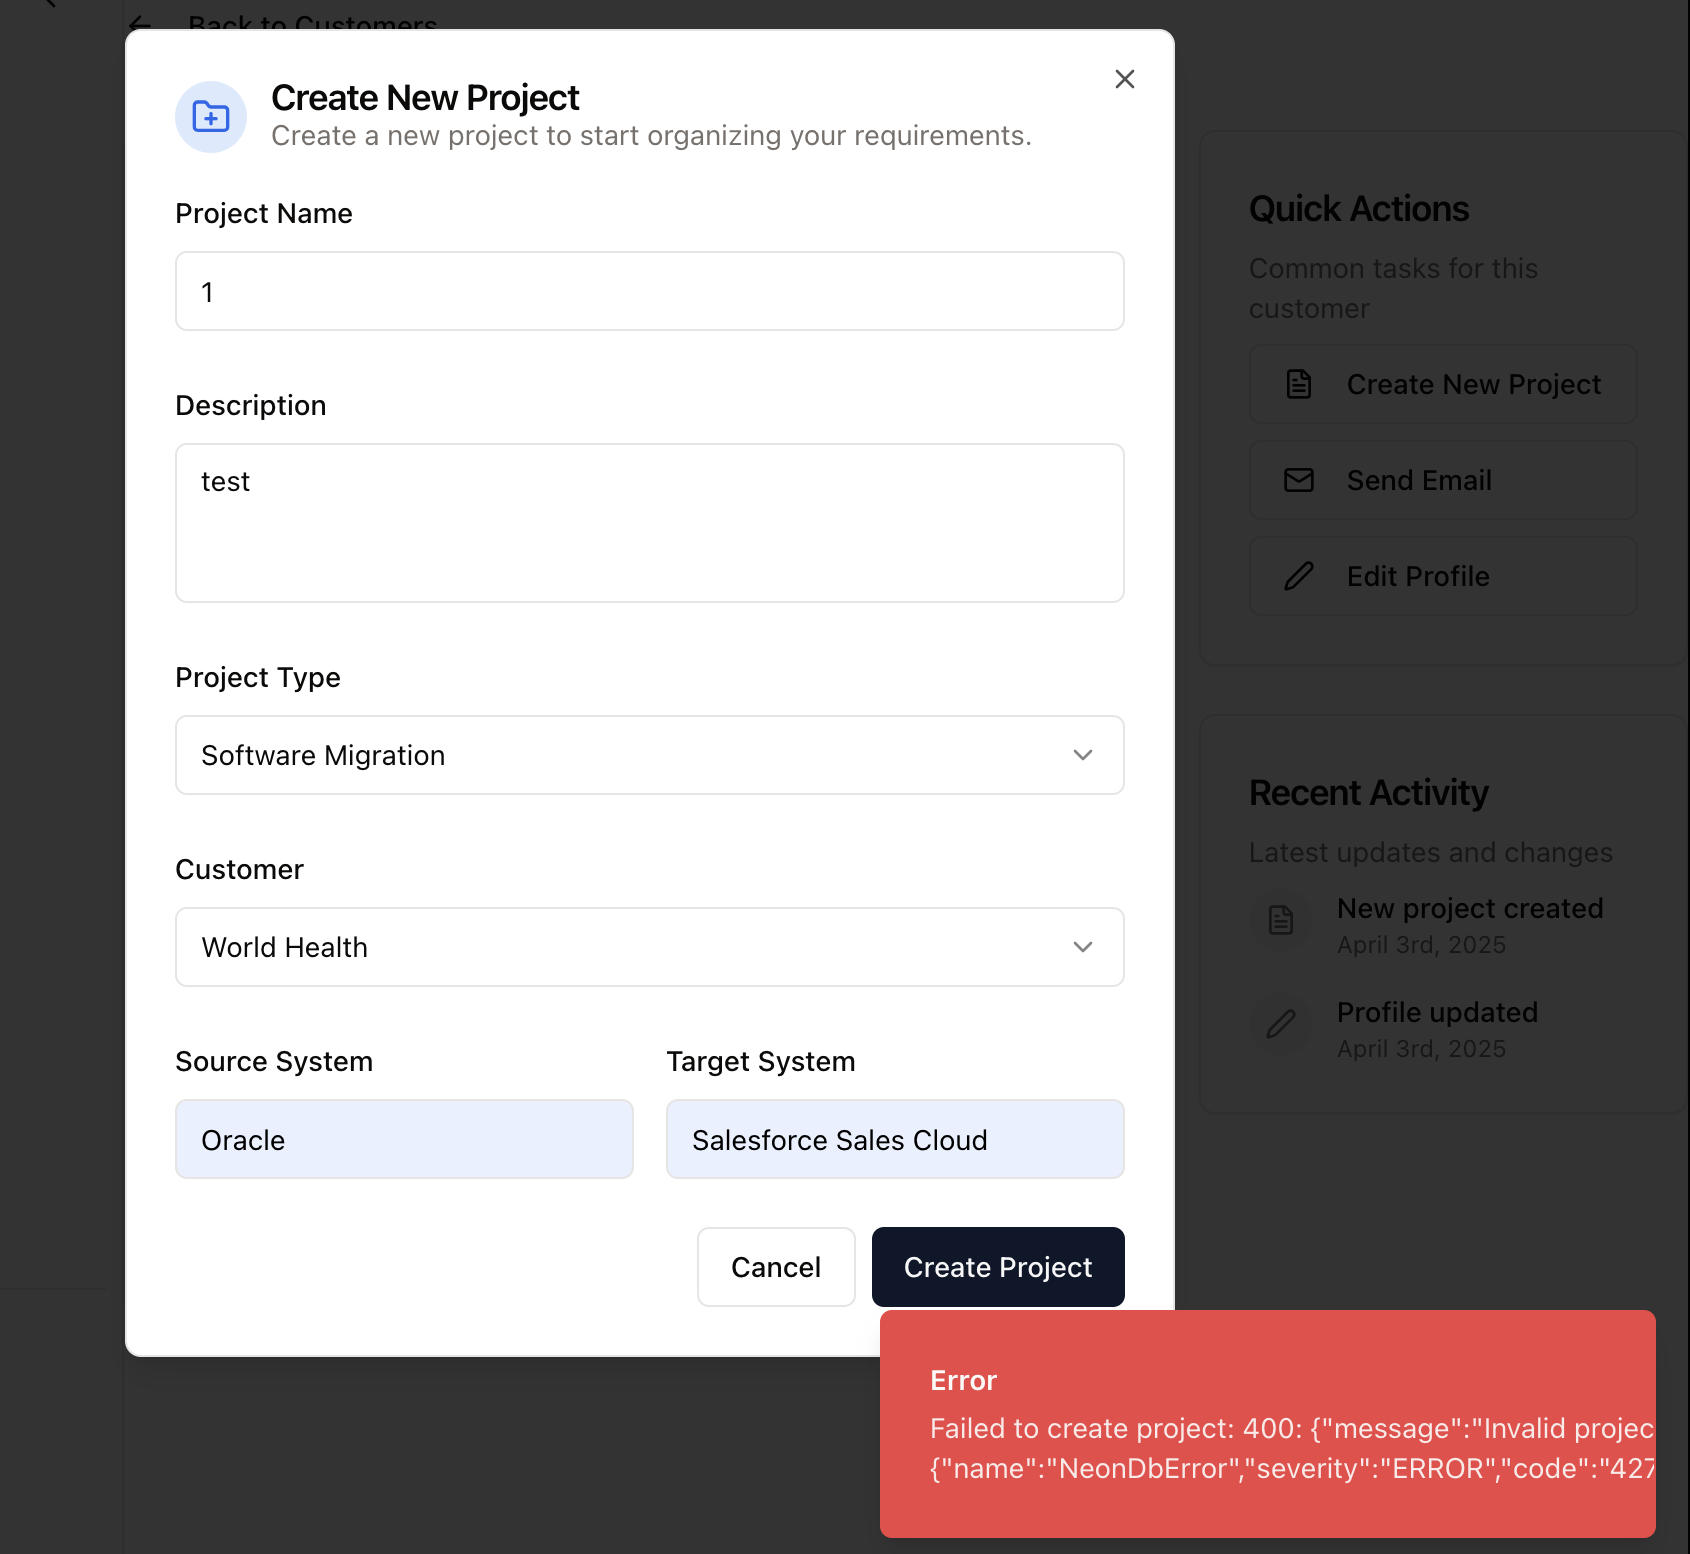 Back to Customers
Create New Project
Create a new project to start organizing your requirements.
Project Name
1
Description
test
Project Type
Software Migration
Customer
World Health
Source System
Target System
Oracle
Salesforce Sales Cloud
Cancel
Create Project
Quick Actions
Common tasks for this
customer
Create New Project
Send Email
Edit Profile
Recent Activity
Latest updates and changes
New project created
April 3rd, 2025
Profile updated
April 3rd, 2025
Error
Failed to create project: 400: {"message":"Invalid projec
{"name":"NeonDbError","severity":"ERROR","code":"427